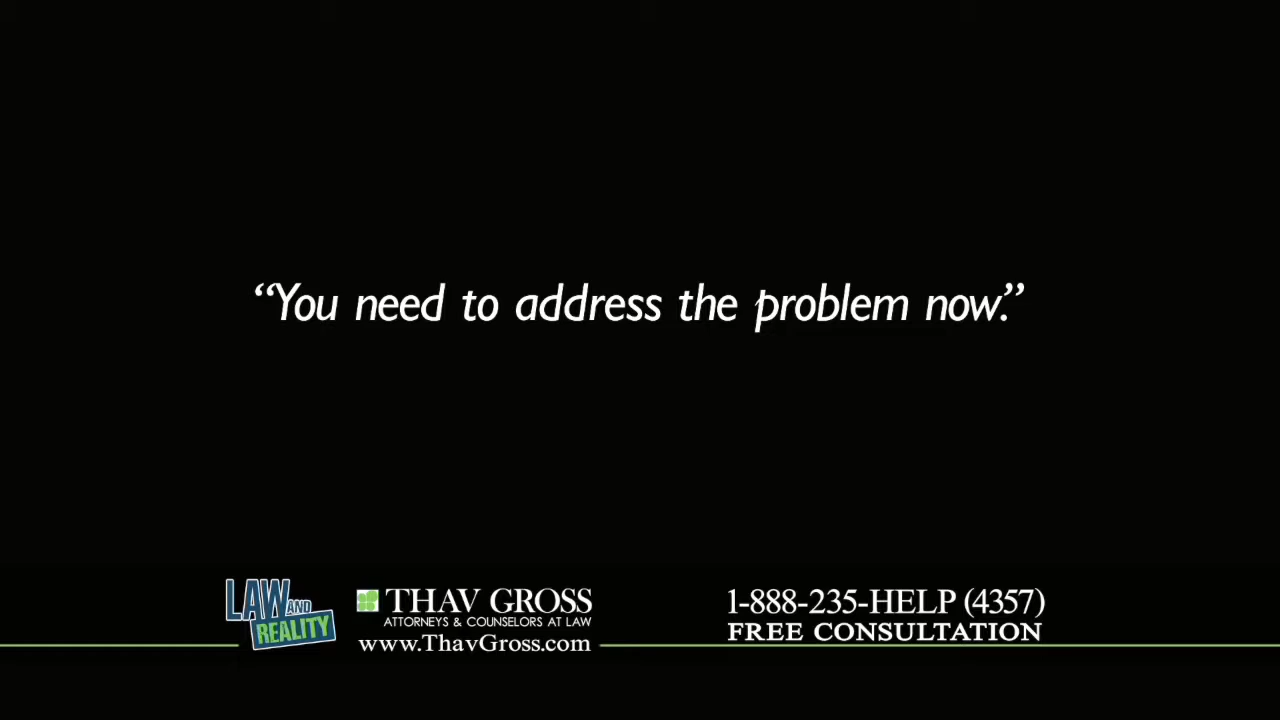 “You need to address the problem now.”
LAW AND REALITY
THAV GROSS
ATTORNEYS & COUNSELORS AT LAW
www.ThavGross.com
1-888-235-HELP (4357)
FREE CONSULTATION